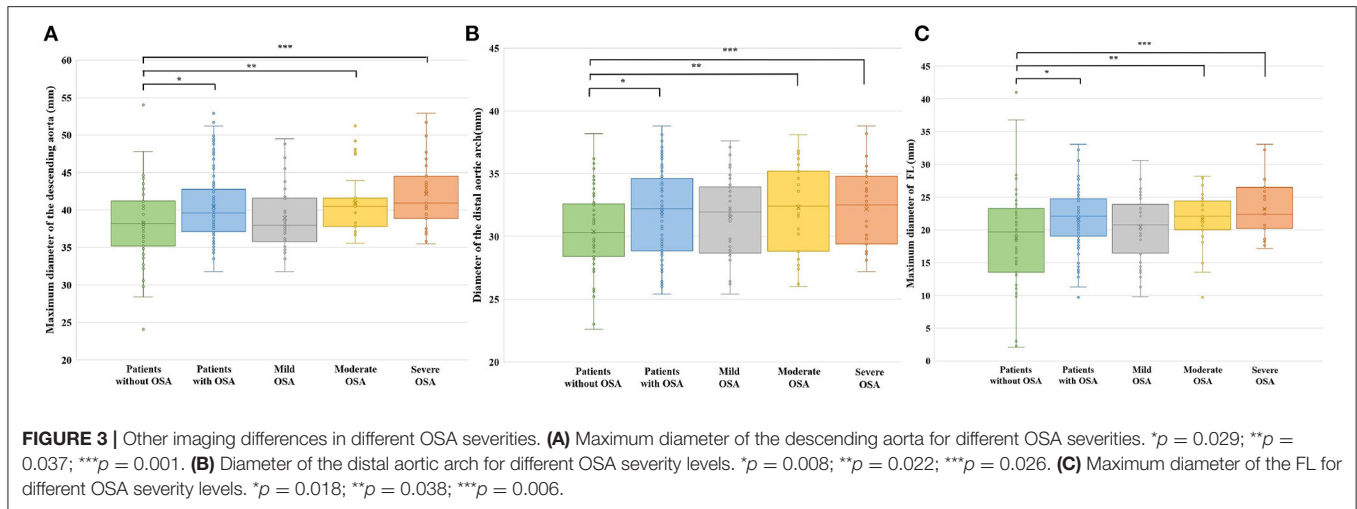 A
***
**
*
Maximum diameter of the descending aorta (mm)
60
55
50
45
40
35
30
25
20
Patients without OSA
Patients with OSA
Mild OSA
Moderate OSA
Severe OSA
B
***
**
*
Diameter of the distal aortic arch(mm)
45
40
35
30
25
20
Patients without OSA
Patients with OSA
Mild OSA
Moderate OSA
Severe OSA
C
***
**
*
Maximum diameter of FL (mm)
45
40
35
30
25
20
15
10
5
0
Patients without OSA
Patients with OSA
Mild OSA
Moderate OSA
Severe OSA
FIGURE 3 | Other imaging differences in different OSA severities. (A) Maximum diameter of the descending aorta for different OSA severities. *p = 0.029; **p =
0.037; ***p = 0.001. (B) Diameter of the distal aortic arch for different OSA severity levels. *p = 0.008; **p = 0.022; ***p = 0.026. (C) Maximum diameter of the FL for
different OSA severity levels. *p = 0.018; **p = 0.038; ***p = 0.006.